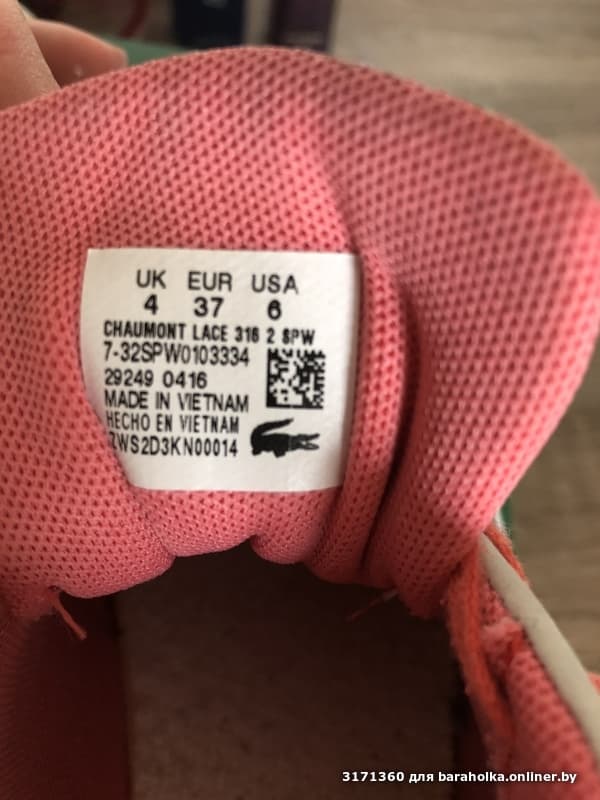 UK EUR USA
4 37 6
CHAUMONT LACE 316 2 SPW
7-32SPW0103334
29249 0416
MADE IN VIETNAM
HECHO EN VIETNAM
ZWS2D3KN00014
3171360 для baraholka.onliner.by